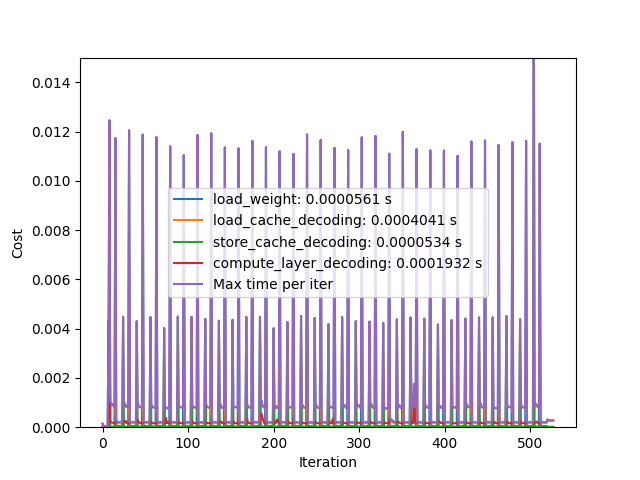 0.014
0.012
0.010
0.008
0.006
0.004
0.002
0.000
Cost
load_weight: 0.0000561 s
load_cache_decoding: 0.0004041 s
store_cache_decoding: 0.0000534 s
compute_layer_decoding: 0.0001932 s
Max time per iter
0 100 200 300 400 500
Iteration